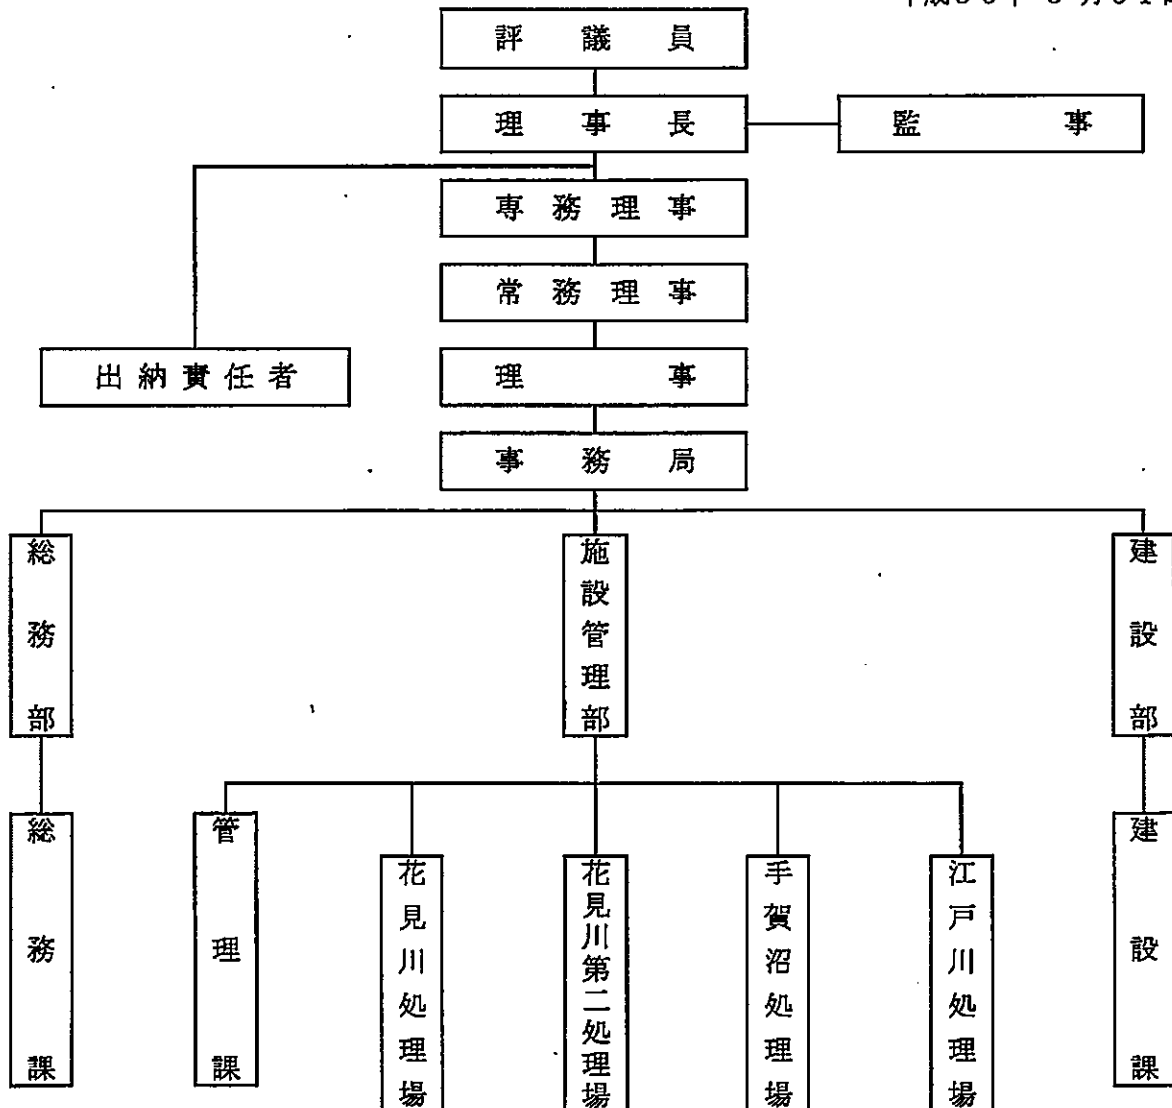 評議員
理事長
監事
専務理事
常務理事
出納責任者
理事
事務局
総務部
施設管理部
建設部
総務課
管理課
花見川処理場
花見川第二処理場
手賀沼処理場
江戸川処理場
建設課